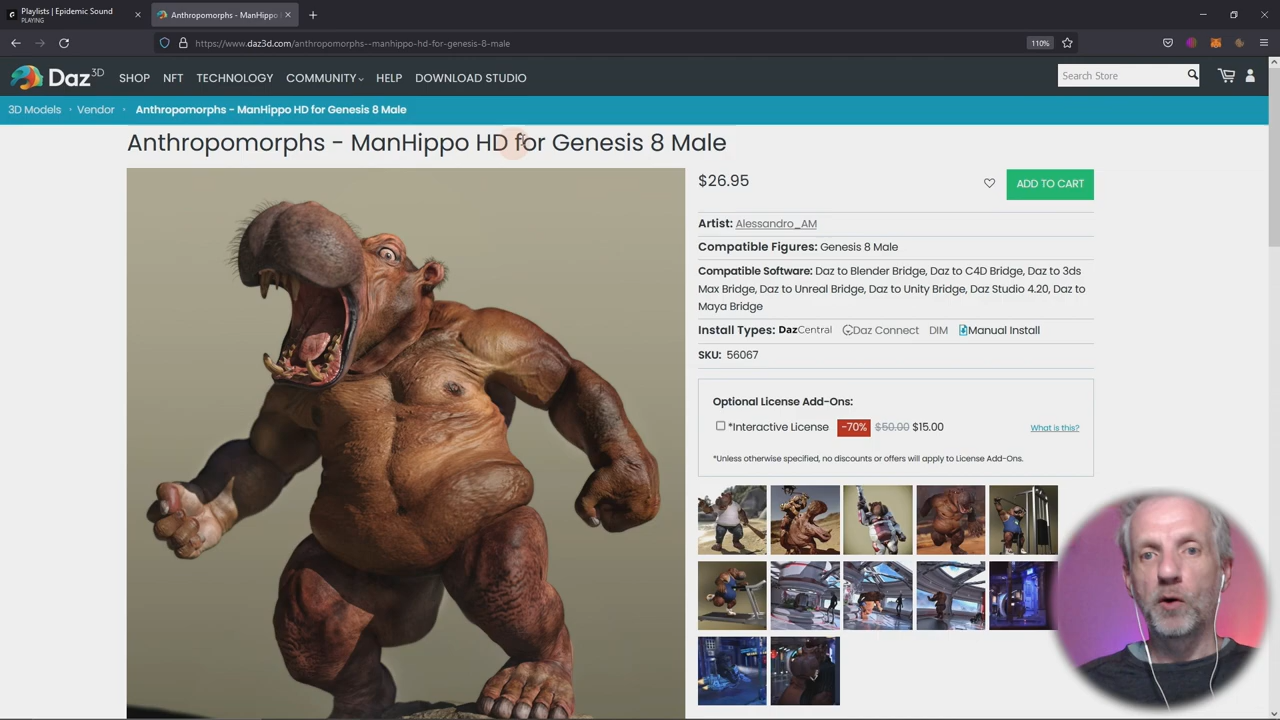 Playlists | Epidemic Sound
PLAYING
Anthropomorphs - ManHippo
https://www.daz3d.com/anthropomorphs--manhippo-hd-for-genesis-8-male
110%
Daz 3D
SHOP
NFT
TECHNOLOGY
COMMUNITY
HELP
DOWNLOAD STUDIO
Search Store
3D Models
Vendor
Anthropomorphs - ManHippo HD for Genesis 8 Male
Anthropomorphs - ManHippo HD for Genesis 8 Male
$26.95
ADD TO CART
Artist: Alessandro_AM
Compatible Figures: Genesis 8 Male
Compatible Software: Daz to Blender Bridge, Daz to C4D Bridge, Daz to 3ds
Max Bridge, Daz to Unreal Bridge, Daz to Unity Bridge, Daz Studio 4.20, Daz to
Maya Bridge
Install Types: DazCentral Daz Connect DIM Manual Install
SKU: 56067
Optional License Add-Ons:
*Interactive License -70% $50.00 $15.00 What is this?
*Unless otherwise specified, no discounts or offers will apply to License Add-Ons.